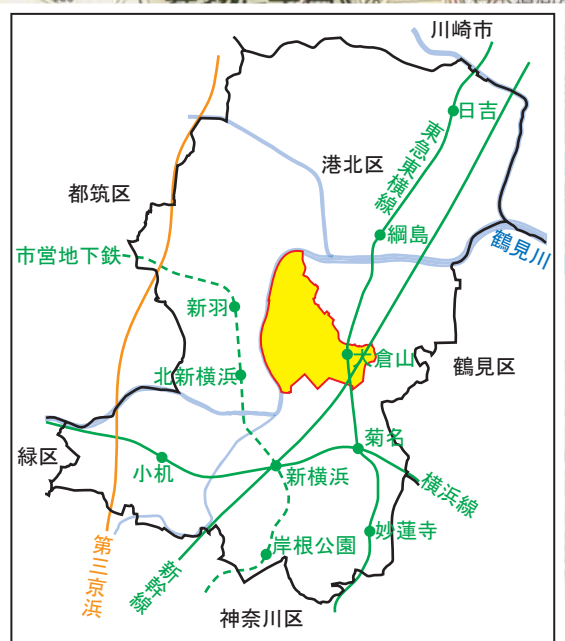 川崎市
日吉
東急東横線
港北区
都筑区
綱島
鶴見川
市営地下鉄
新羽
大倉山
鶴見区
北新横浜
菊名
緑区
小机
新横浜
横浜線
妙蓮寺
岸根公園
第三京浜
新幹線
神奈川区